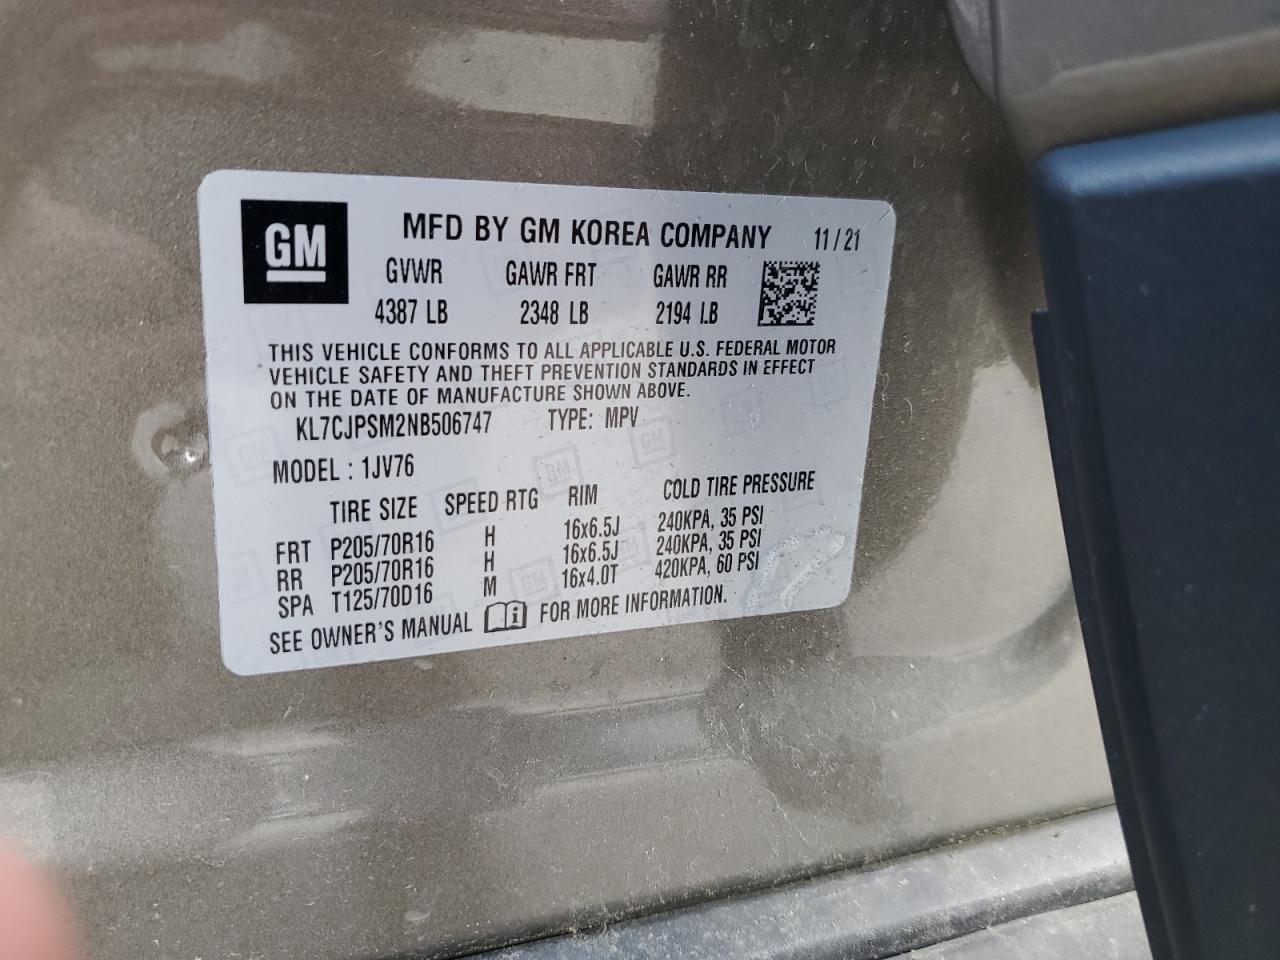 GM
MFD BY GM KOREA COMPANY 11/21
GVWR GAWR FRT GAWR RR
4387 LB 2348 LB 2194 LB
THIS VEHICLE CONFORMS TO ALL APPLICABLE U.S. FEDERAL MOTOR
VEHICLE SAFETY AND THEFT PREVENTION STANDARDS IN EFFECT
ON THE DATE OF MANUFACTURE SHOWN ABOVE.
KL7CJPSM2NB506747 TYPE: MPV
MODEL : 1JV76
TIRE SIZE SPEED RTG RIM COLD TIRE PRESSURE
FRT P205/70R16 H 16x6.5J 240KPA, 35 PSI
RR P205/70R16 H 16x6.5J 240KPA, 35 PSI
SPA T125/70D16 M 16x4.0T 420KPA, 60 PSI
SEE OWNER'S MANUAL i FOR MORE INFORMATION.